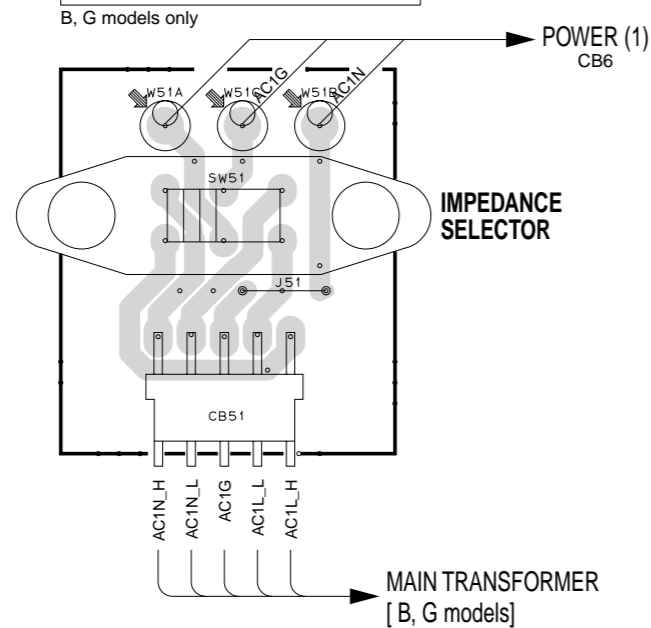 B, G models only
POWER (1)
CB6
W51A
W51C
W51B
AC1G
AC1N
SW51
IMPEDANCE
SELECTOR
J51
CB51
AC1N_H
AC1N_L
AC1G
AC1L_L
AC1L_H
MAIN TRANSFORMER
[ B, G models]